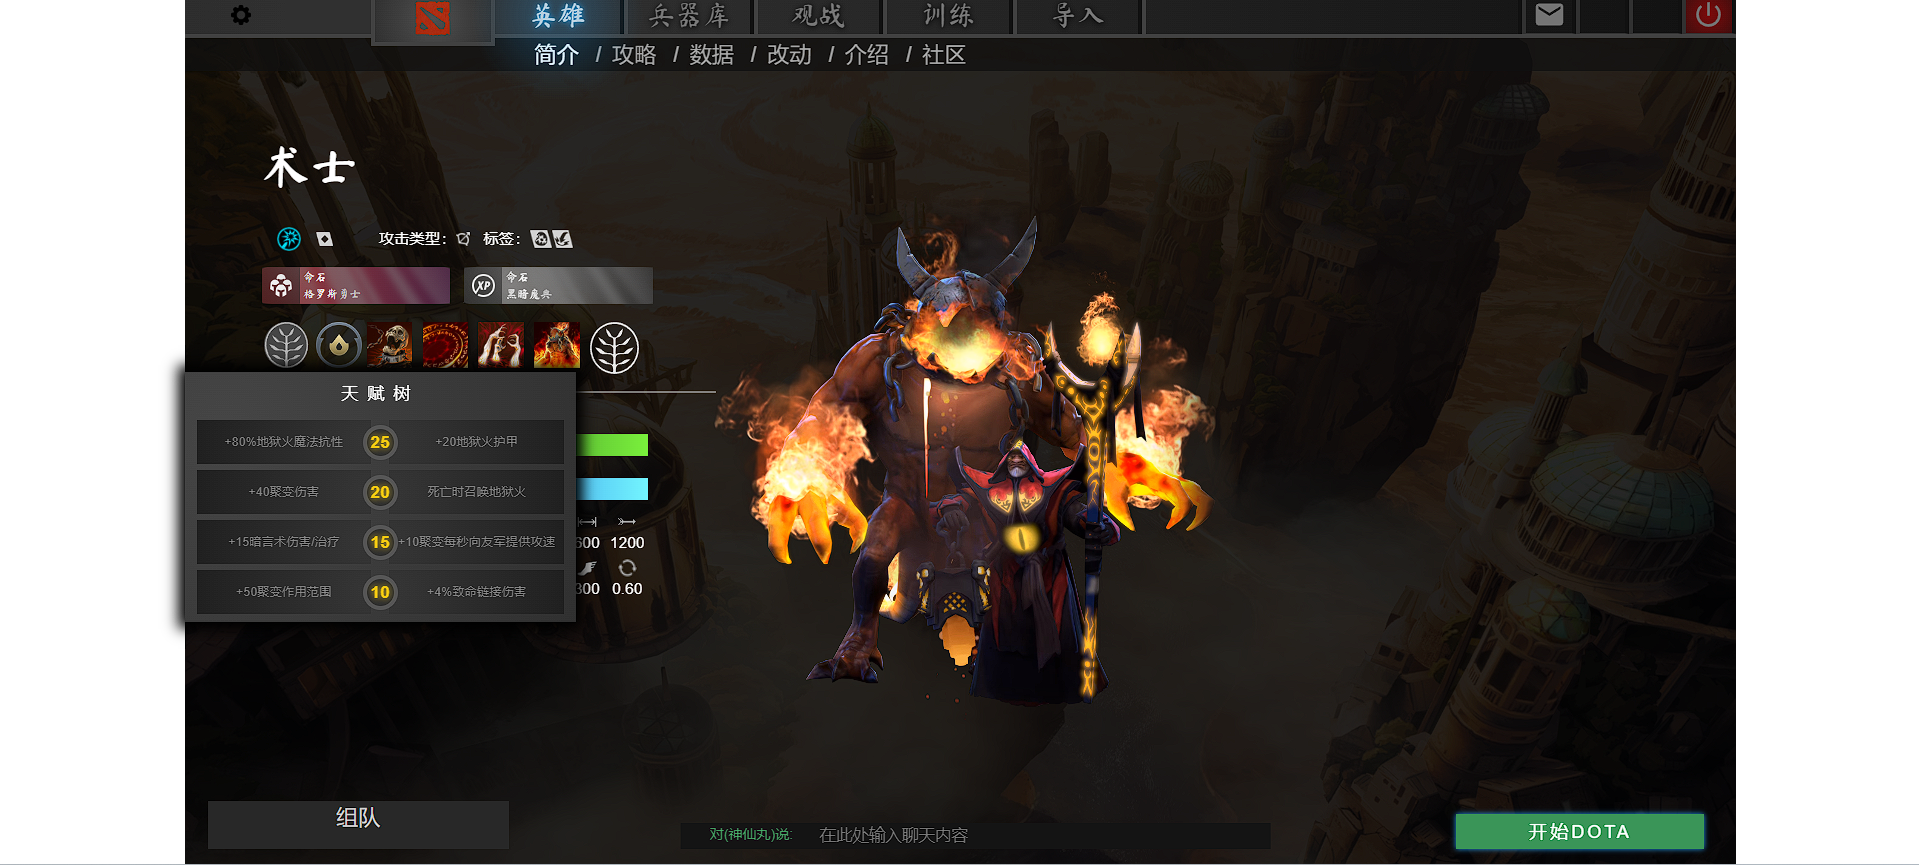 英雄 兵器库 观战 训练 导入
简介 / 攻略 / 数据 / 改动 / 介绍 / 社区
术士
攻击类型: 标签:
命石
格罗斯勇士
XP
命石
黑暗魔典
天赋树
+80%地狱火魔法抗性 25 +20地狱火护甲
+40聚变伤害 20 死亡时召唤地狱火
+15暗言术伤害/治疗 15 +10聚变每秒向友军提供攻速
+50聚变作用范围 10 +4%致命链接伤害
600 1200
300 0.60
组队
对(神仙丸)说: 在此处输入聊天内容
开始DOTA